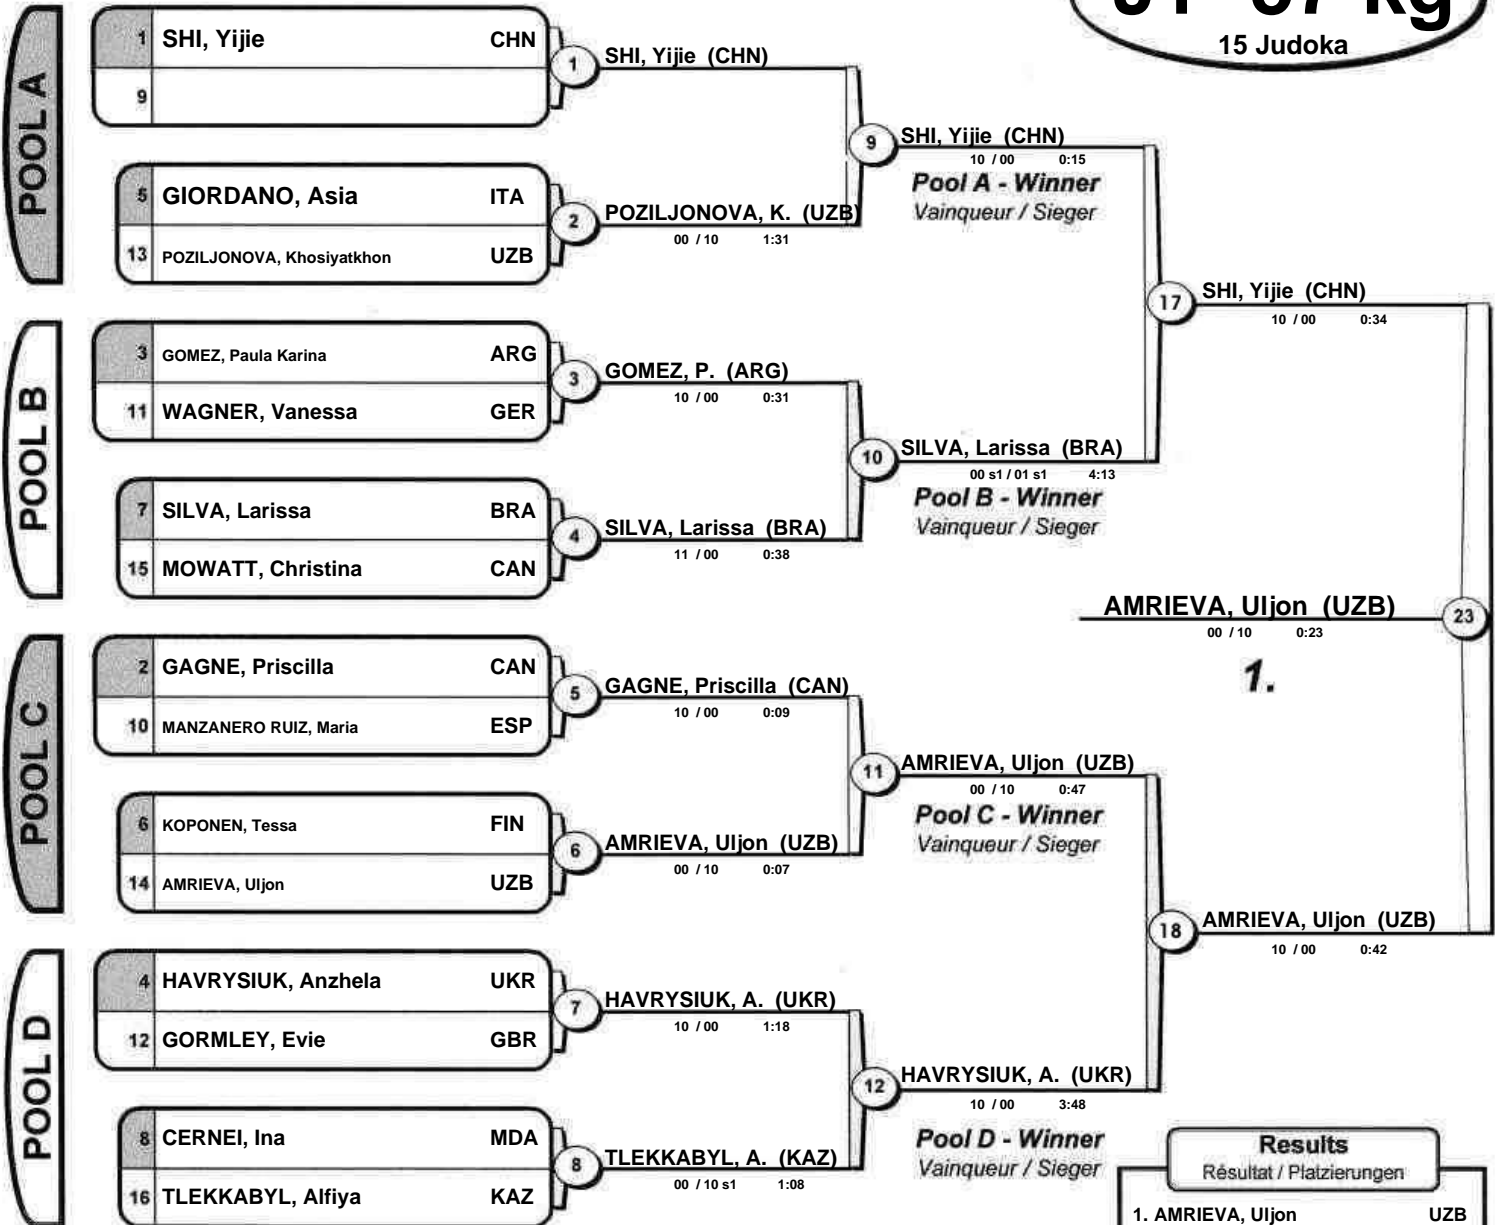 15 Judoka
POOL A
1 SHI, Yijie CHN
9
1 SHI, Yijie (CHN)
5 GIORDANO, Asia ITA
13 POZILJONOVA, Khosiyatkhon UZB
2 POZILJONOVA, K. (UZB)
00 / 10 1:31
9 SHI, Yijie (CHN)
10 / 00 0:15
Pool A - Winner
Vainqueur / Sieger
POOL B
3 GOMEZ, Paula Karina ARG
11 WAGNER, Vanessa GER
3 GOMEZ, P. (ARG)
10 / 00 0:31
7 SILVA, Larissa BRA
15 MOWATT, Christina CAN
4 SILVA, Larissa (BRA)
11 / 00 0:38
10 SILVA, Larissa (BRA)
00 s1 / 01 s1 4:13
Pool B - Winner
Vainqueur / Sieger
17 SHI, Yijie (CHN)
10 / 00 0:34
POOL C
2 GAGNE, Priscilla CAN
10 MANZANERO RUIZ, Maria ESP
5 GAGNE, Priscilla (CAN)
10 / 00 0:09
6 KOPONEN, Tessa FIN
14 AMRIEVA, Uljon UZB
6 AMRIEVA, Uljon (UZB)
00 / 10 0:07
11 AMRIEVA, Uljon (UZB)
00 / 10 0:47
Pool C - Winner
Vainqueur / Sieger
POOL D
4 HAVRYSIUK, Anzhela UKR
12 GORMLEY, Evie GBR
7 HAVRYSIUK, A. (UKR)
10 / 00 1:18
8 CERNEI, Ina MDA
16 TLEKKABYL, Alfiya KAZ
8 TLEKKABYL, A. (KAZ)
00 / 10 s1 1:08
12 HAVRYSIUK, A. (UKR)
10 / 00 3:48
Pool D - Winner
Vainqueur / Sieger
18 AMRIEVA, Uljon (UZB)
10 / 00 0:42
AMRIEVA, Uljon (UZB) 23
00 / 10 0:23
1.
Results
Résultat / Platzierungen
1. AMRIEVA, Uljon UZB